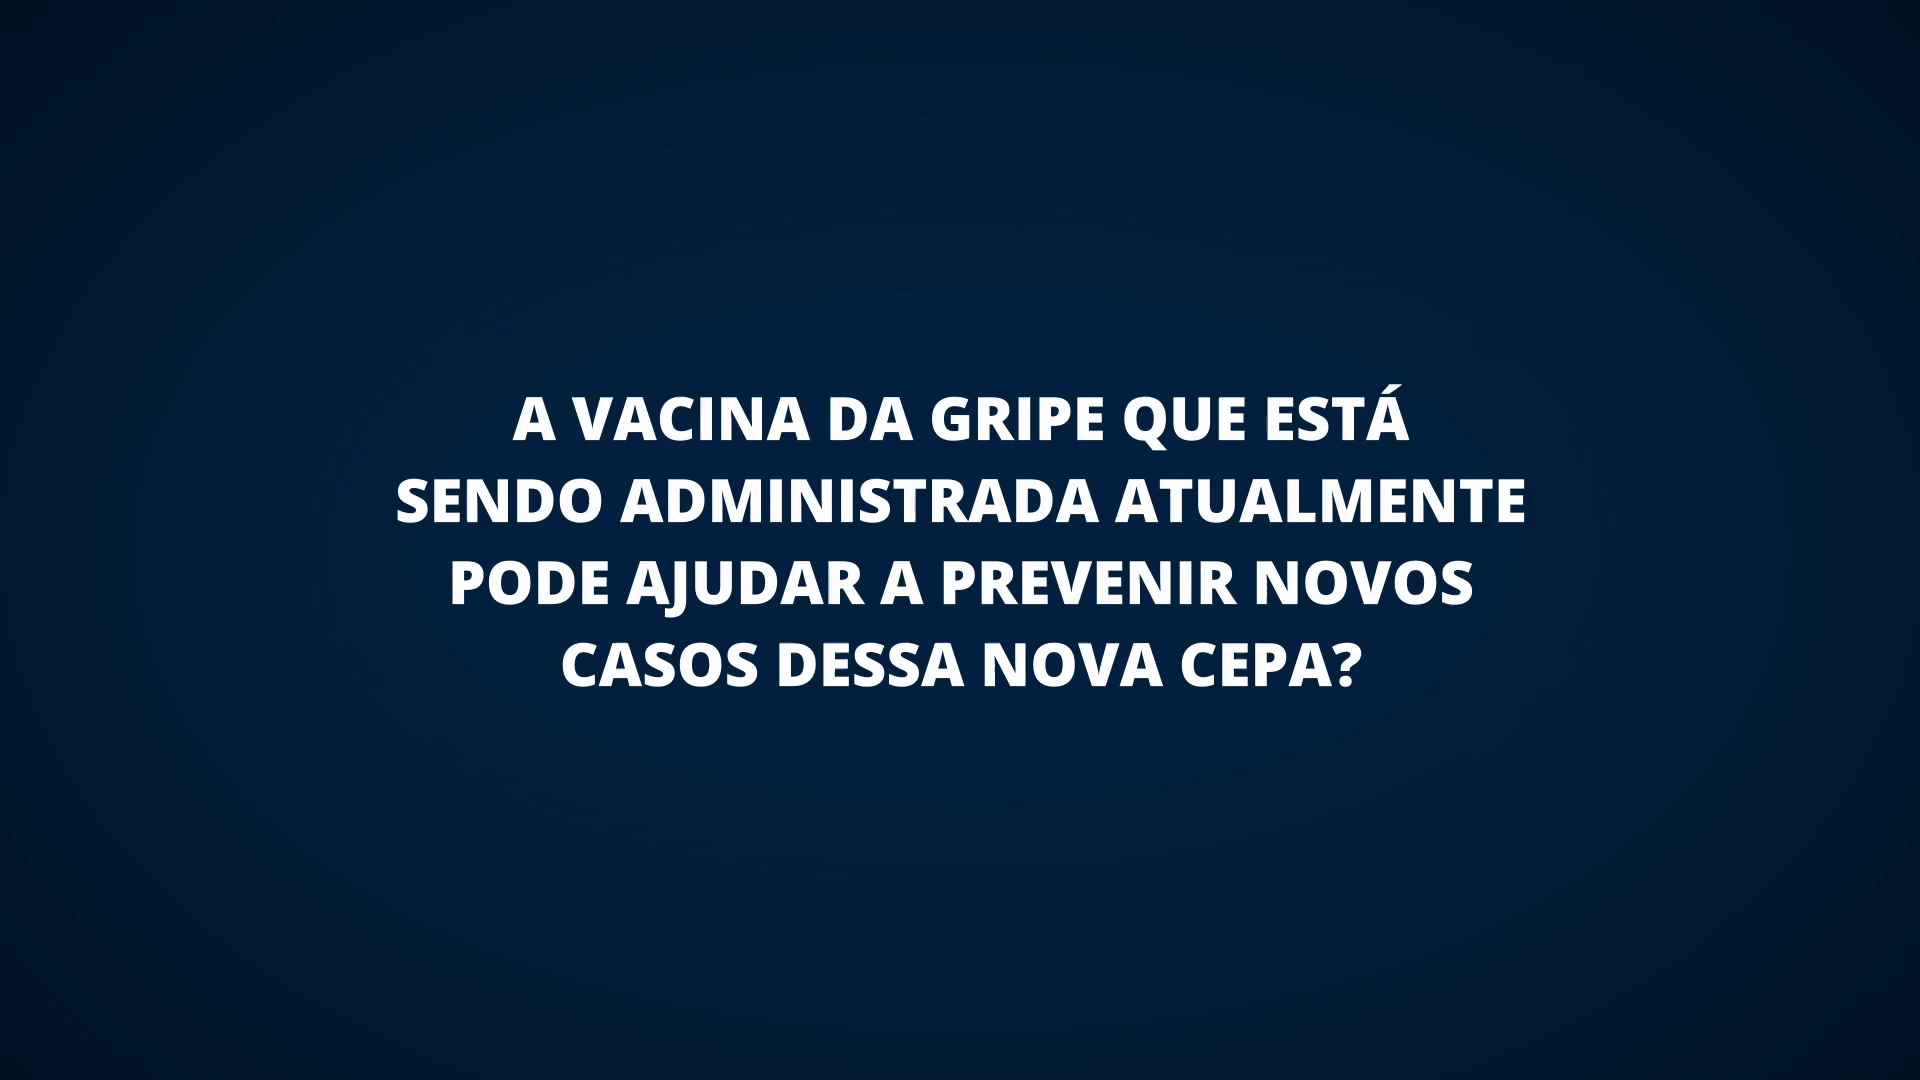 A VACINA DA GRIPE QUE ESTÁ
SENDO ADMINISTRADA ATUALMENTE
PODE AJUDAR A PREVENIR NOVOS
CASOS DESSA NOVA CEPA?